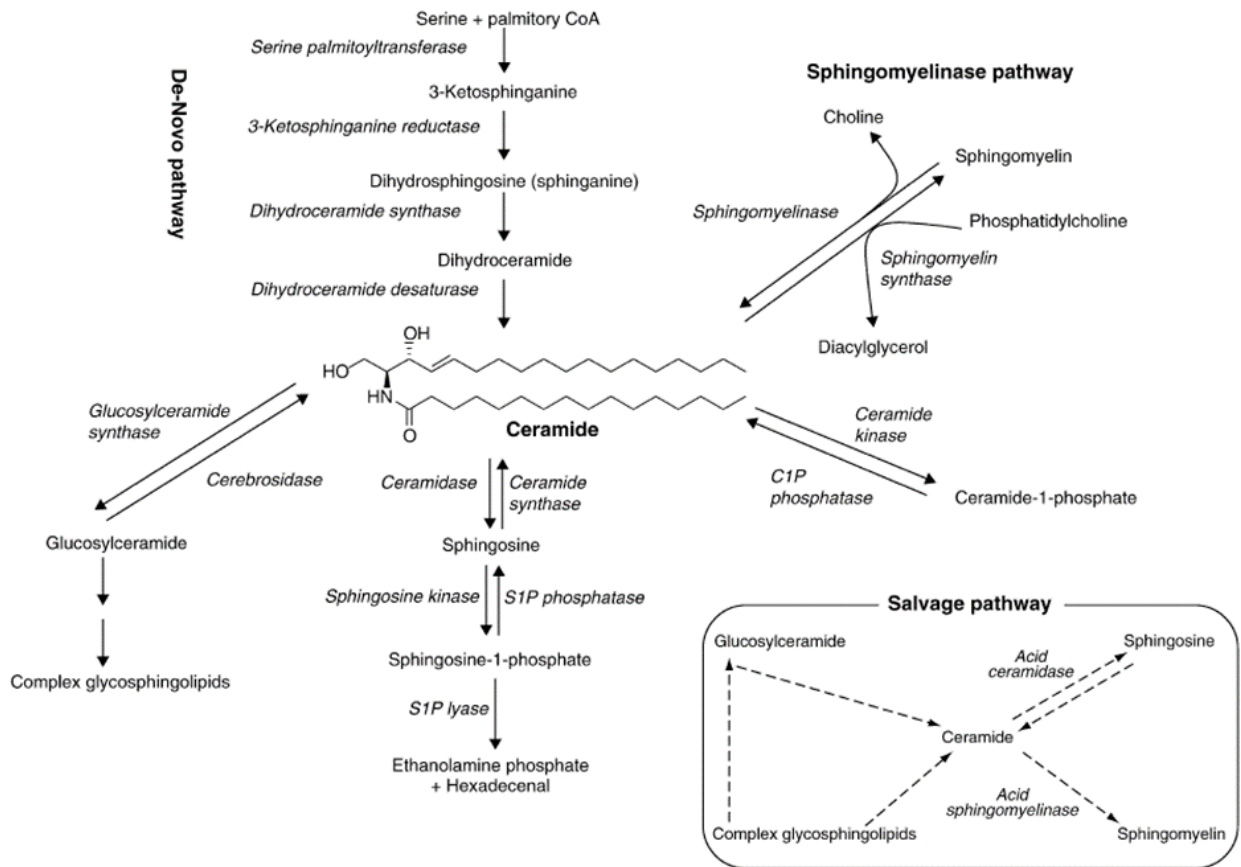 Serine + palmitory CoA
Serine palmitoyltransferase
De-Novo pathway
3-Ketosphinganine
3-Ketosphinganine reductase
Dihydrosphingosine (sphinganine)
Dihydroceramide synthase
Dihydroceramide
Dihydroceramide desaturase
Sphingomyelinase pathway
Choline
Sphingomyelin
Sphingomyelinase
Phosphatidylcholine
Sphingomyelin
synthase
Diacylglycerol
OH
HO
HN
O
Ceramide
Glucosylceramide
synthase
Cerebrosidase
Glucosylceramide
Complex glycosphingolipids
Ceramidase
Ceramide
synthase
Sphingosine
Sphingosine kinase
S1P phosphatase
Sphingosine-1-phosphate
S1P lyase
Ethanolamine phosphate
+ Hexadecenal
Ceramide
kinase
C1P
phosphatase
Ceramide-1-phosphate
Salvage pathway
Glucosylceramide
Sphingosine
Acid
ceramidase
Ceramide
Acid
sphingomyelinase
Complex glycosphingolipids
Sphingomyelin